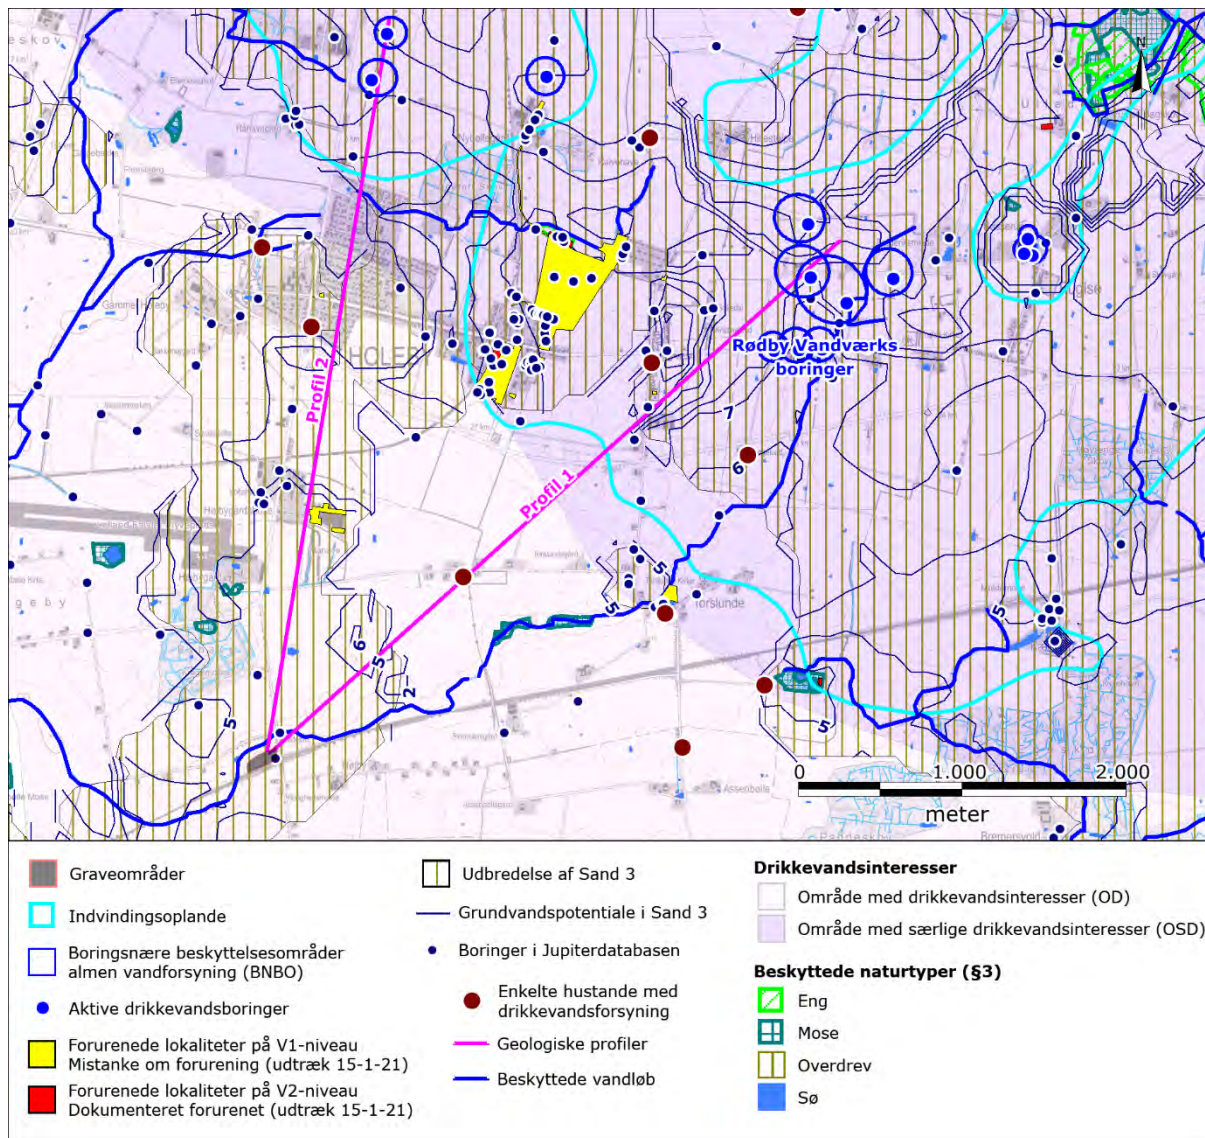 N
HOLEB
Profil 2
Profil 1
Rødby Vandværks
boringer
7
6
5
5
6
5
2
5
5
5
Torslunde
Assenbølle
0
1.000
2.000
meter
Graveområder
Indvindingsoplande
Boringsnære beskyttelsesområder
almen vandforsyning (BNBO)
Aktive drikkevandsboringer
Forurenede lokaliteter på V1-niveau
Mistanke om forurening (udtræk 15-1-21)
Forurenede lokaliteter på V2-niveau
Dokumenteret forurenet (udtræk 15-1-21)
Udbredelse af Sand 3
Grundvandspotentiale i Sand 3
Boringer i Jupiterdatabasen
Enkelte hustande med
drikkevandsforsyning
Geologiske profiler
Beskyttede vandløb
Drikkevandsinteresser
Område med drikkevandsinteresser (OD)
Område med særlige drikkevandsinteresser (OSD)
Beskyttede naturtyper (§3)
Eng
Mose
Overdrev
Sø